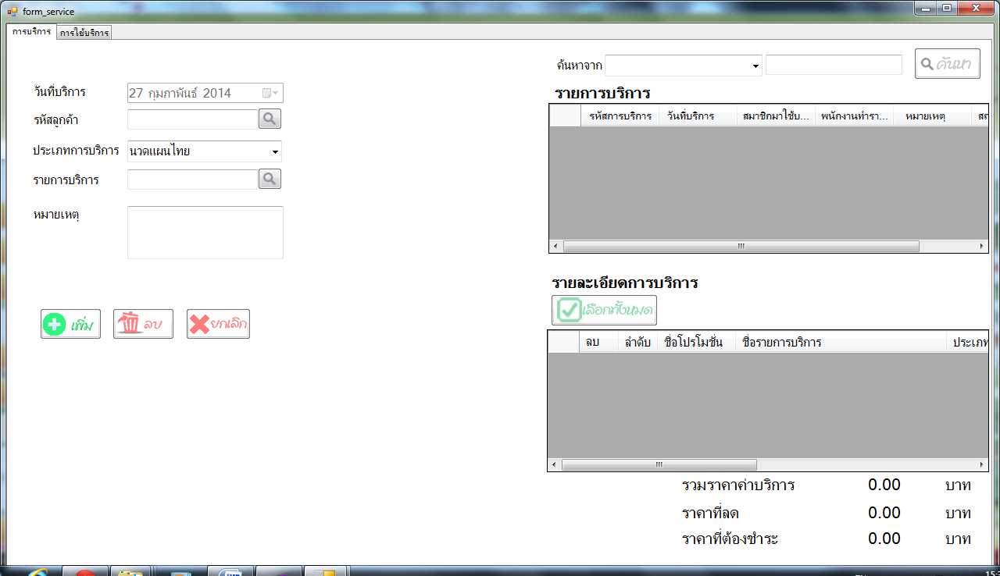 form_service
การบริการ การใช้บริการ
วันที่บริการ 27 กุมภาพันธ์ 2014
รหัสลูกค้า
ประเภทการบริการ นวดแผนไทย
รายการบริการ
หมายเหตุ
เพิ่ม ลบ ยกเลิก
ค้นหาจาก ค้นหา
รายการบริการ
รหัสการบริการ วันที่บริการ สมาชิกมาใช้บ... พนักงานทำรา... หมายเหตุ
รายละเอียดการบริการ
เลือกทั้งหมด
ลบ ลำดับ ชื่อโปรโมชั่น ชื่อรายการบริการ ประเภท
รวมราคาค่าบริการ 0.00 บาท
ราคาที่ลด 0.00 บาท
ราคาที่ต้องชำระ 0.00 บาท